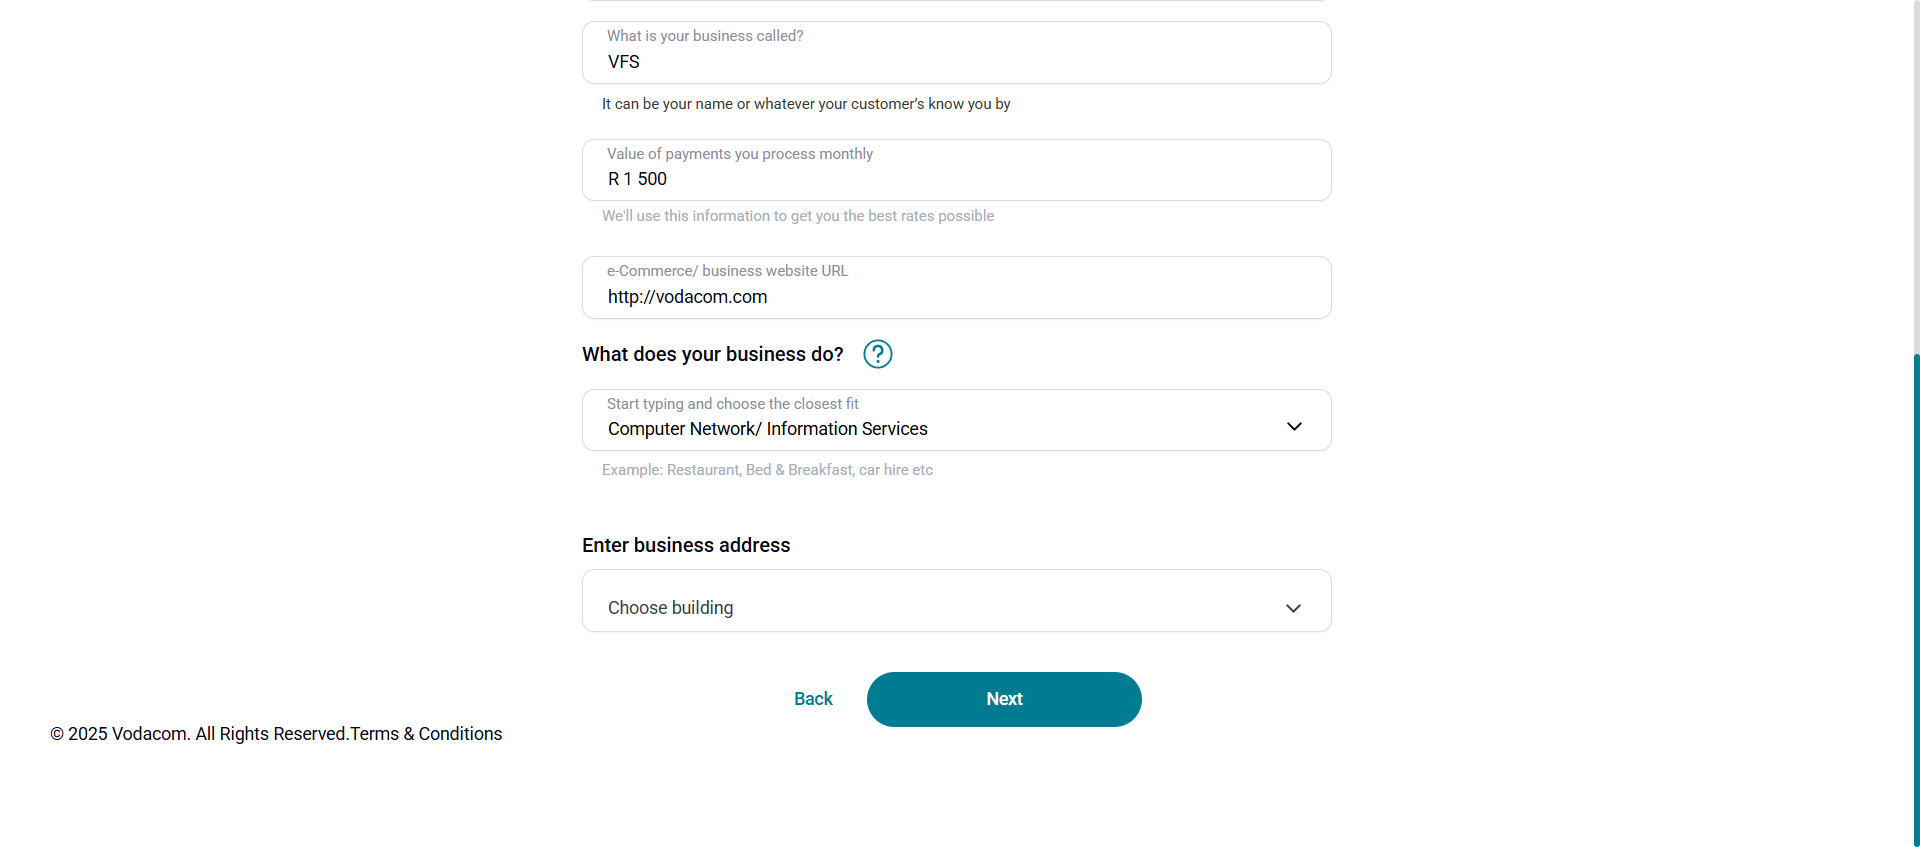 What is your business called?
VFS
It can be your name or whatever your customer’s know you by
Value of payments you process monthly
R 1 500
We'll use this information to get you the best rates possible
e-Commerce/ business website URL
http://vodacom.com
What does your business do?
Start typing and choose the closest fit
Computer Network/ Information Services
Example: Restaurant, Bed & Breakfast, car hire etc
Enter business address
Choose building
Back
Next
© 2025 Vodacom. All Rights Reserved.Terms & Conditions